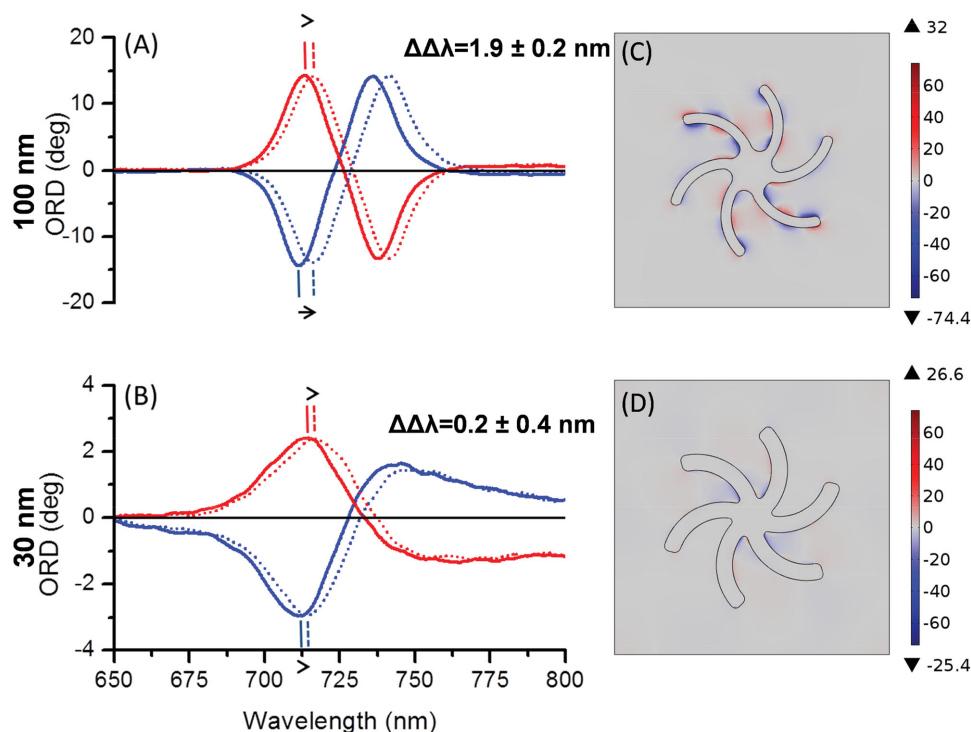 (A)
ΔΔλ=1.9 ± 0.2 nm
100 nm
ORD (deg)
20
10
0
-10
-20
(C)
▲ 32
60
40
20
0
-20
-40
-60
▼ -74.4
(B)
ΔΔλ=0.2 ± 0.4 nm
30 nm
ORD (deg)
4
2
0
-2
-4
650 675 700 725 750 775 800
Wavelength (nm)
(D)
▲ 26.6
60
40
20
0
-20
-40
-60
▼ -25.4